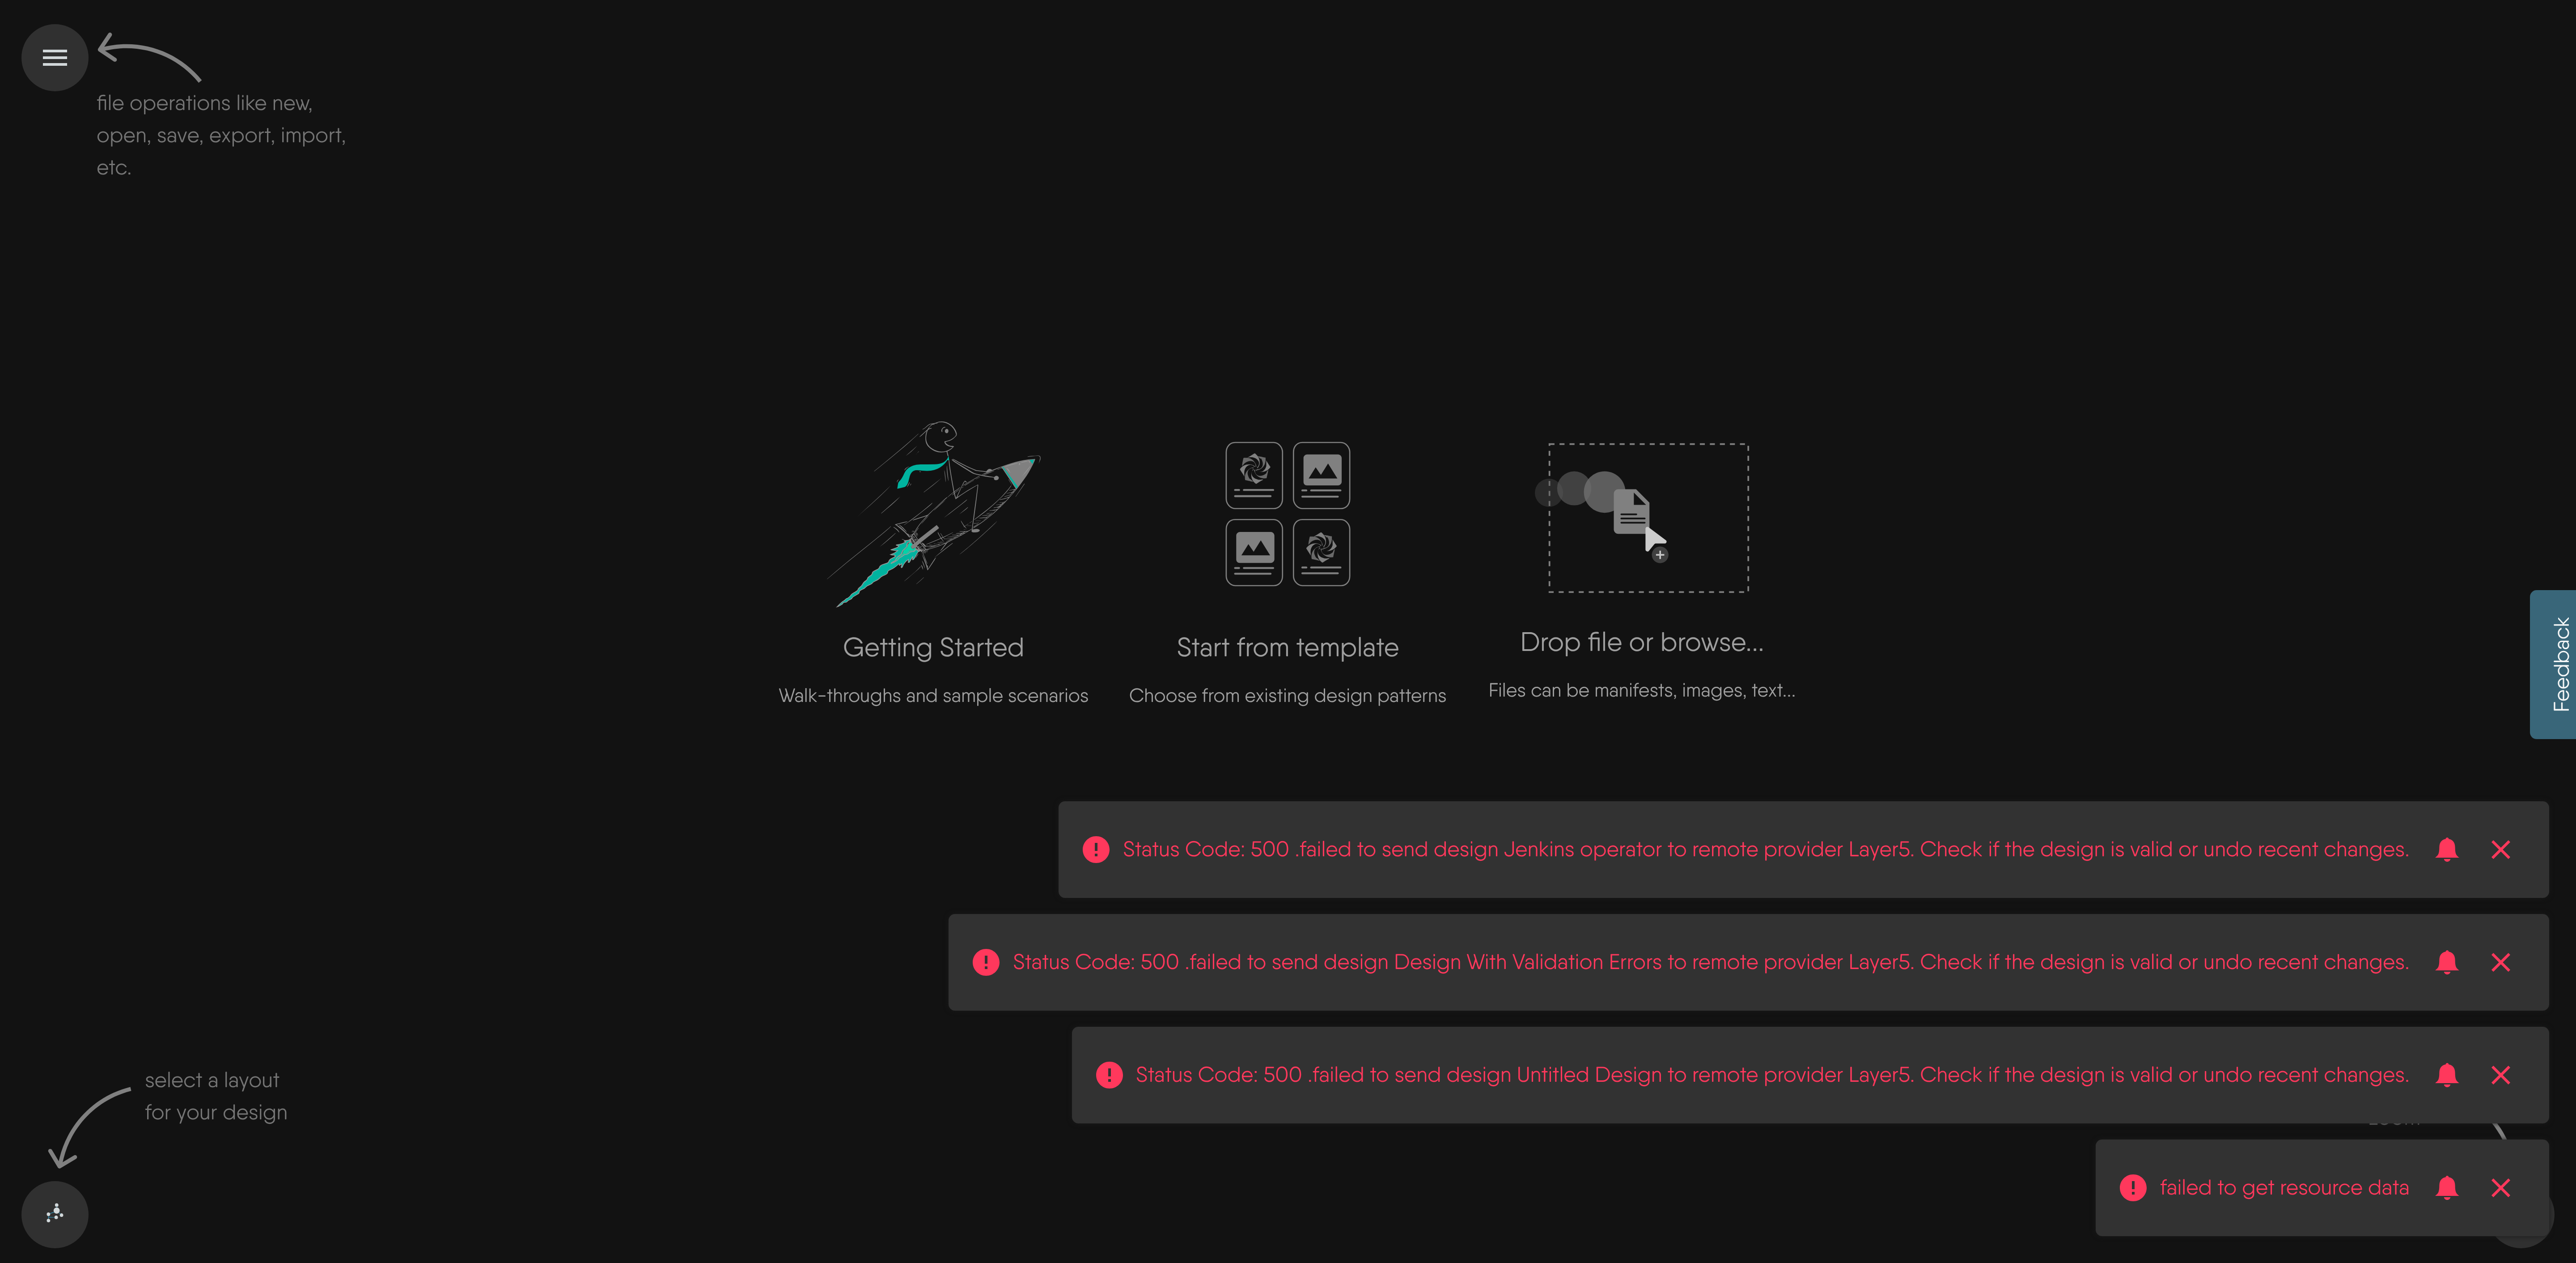 file operations like new,
open, save, export, import,
etc.
Getting Started
Walk-throughs and sample scenarios
Start from template
Choose from existing design patterns
Drop file or browse...
Files can be manifests, images, text...
Feedback
Status Code: 500 .failed to send design Jenkins operator to remote provider Layer5. Check if the design is valid or undo recent changes.
Status Code: 500 .failed to send design Design With Validation Errors to remote provider Layer5. Check if the design is valid or undo recent changes.
Status Code: 500 .failed to send design Untitled Design to remote provider Layer5. Check if the design is valid or undo recent changes.
failed to get resource data
select a layout
for your design